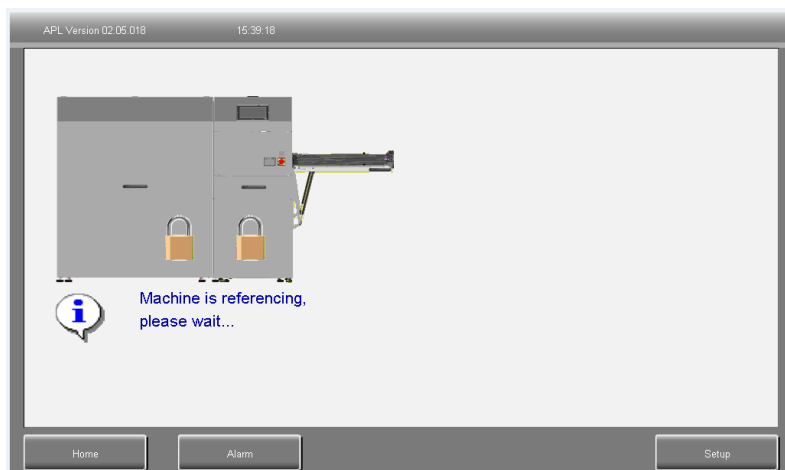 APL Version 02.05.018 15:39:18
Machine is referencing,
please wait...
Home Alarm Setup